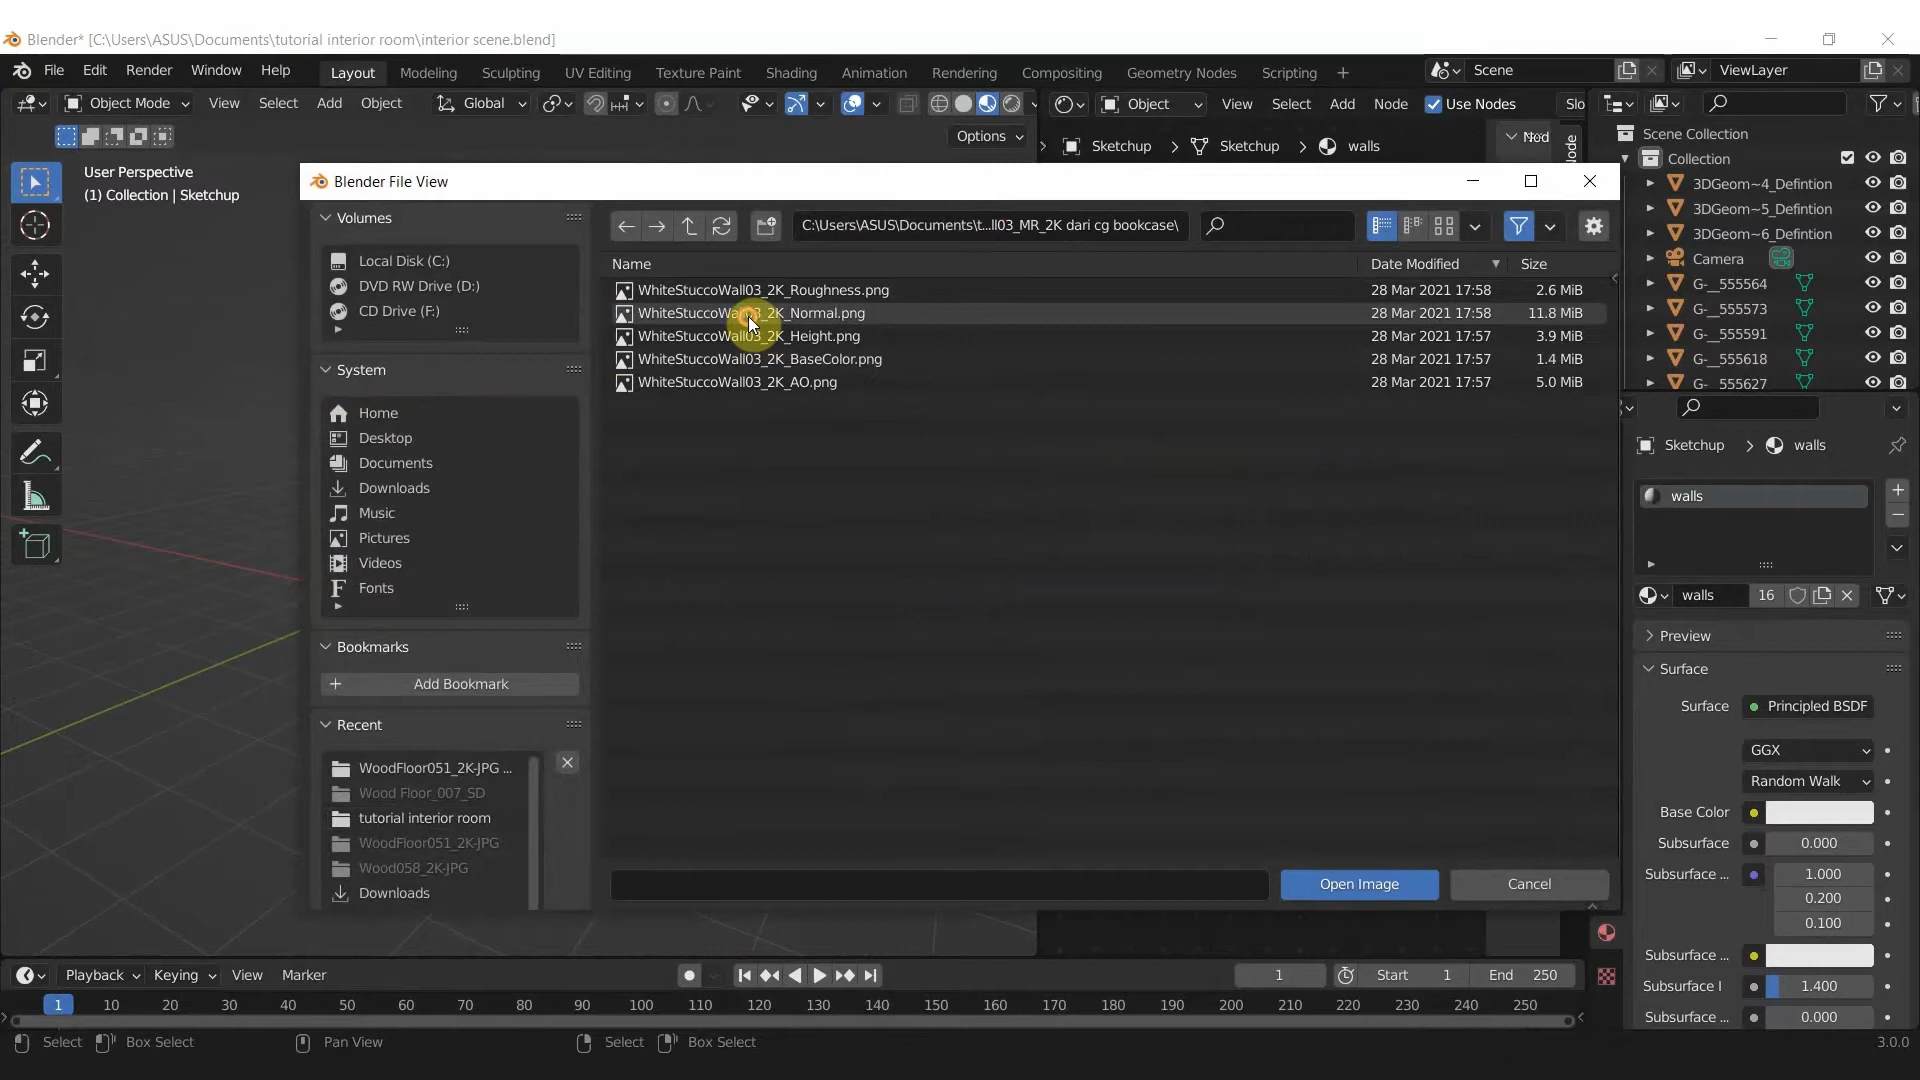 Blender* [C:\Users\ASUS\Documents\tutorial interior room\interior scene.blend]
File Edit Render Window Help Layout Modeling Sculpting UV Editing Texture Paint Shading Animation Rendering Compositing Geometry Nodes Scripting + Scene ViewLayer
Object Mode View Select Add Object Global Object View Select Add Node Use Nodes Slo
Options Sketchup Sketchup walls Nod Node
User Perspective
(1) Collection | Sketchup
Scene Collection
Collection
3DGeom~4_Defintion
3DGeom~5_Defintion
3DGeom~6_Defintion
Camera
G-__555564
G-__555573
G-__555591
G-__555618
G-__555627
Blender File View
Volumes
Local Disk (C:)
DVD RW Drive (D:)
CD Drive (F:)
System
Home
Desktop
Documents
Downloads
Music
Pictures
Videos
Fonts
Bookmarks
+ Add Bookmark
Recent
WoodFloor051_2K-JPG ...
Wood Floor_007_SD
tutorial interior room
WoodFloor051_2K-JPG
Wood058_2K-JPG
Downloads
C:\Users\ASUS\Documents\t...ll03_MR_2K dari cg bookcase\
Name Date Modified Size
WhiteStuccoWall03_2K_Roughness.png 28 Mar 2021 17:58 2.6 MiB
WhiteStuccoWall03_2K_Normal.png 28 Mar 2021 17:58 11.8 MiB
WhiteStuccoWall03_2K_Height.png 28 Mar 2021 17:57 3.9 MiB
WhiteStuccoWall03_2K_BaseColor.png 28 Mar 2021 17:57 1.4 MiB
WhiteStuccoWall03_2K_AO.png 28 Mar 2021 17:57 5.0 MiB
Open Image Cancel
Sketchup walls
walls
walls 16
Preview
Surface
Surface Principled BSDF
GGX
Random Walk
Base Color
Subsurface 0.000
Subsurface ... 1.000
0.200
0.100
Subsurface ...
Subsurface I 1.400
Subsurface ... 0.000
Playback Keying View Marker 1 Start 1 End 250
1 10 20 30 40 50 60 70 80 90 100 110 120 130 140 150 160 170 180 190 200 210 220 230 240 250
Select Box Select Pan View Select Box Select 3.0.0